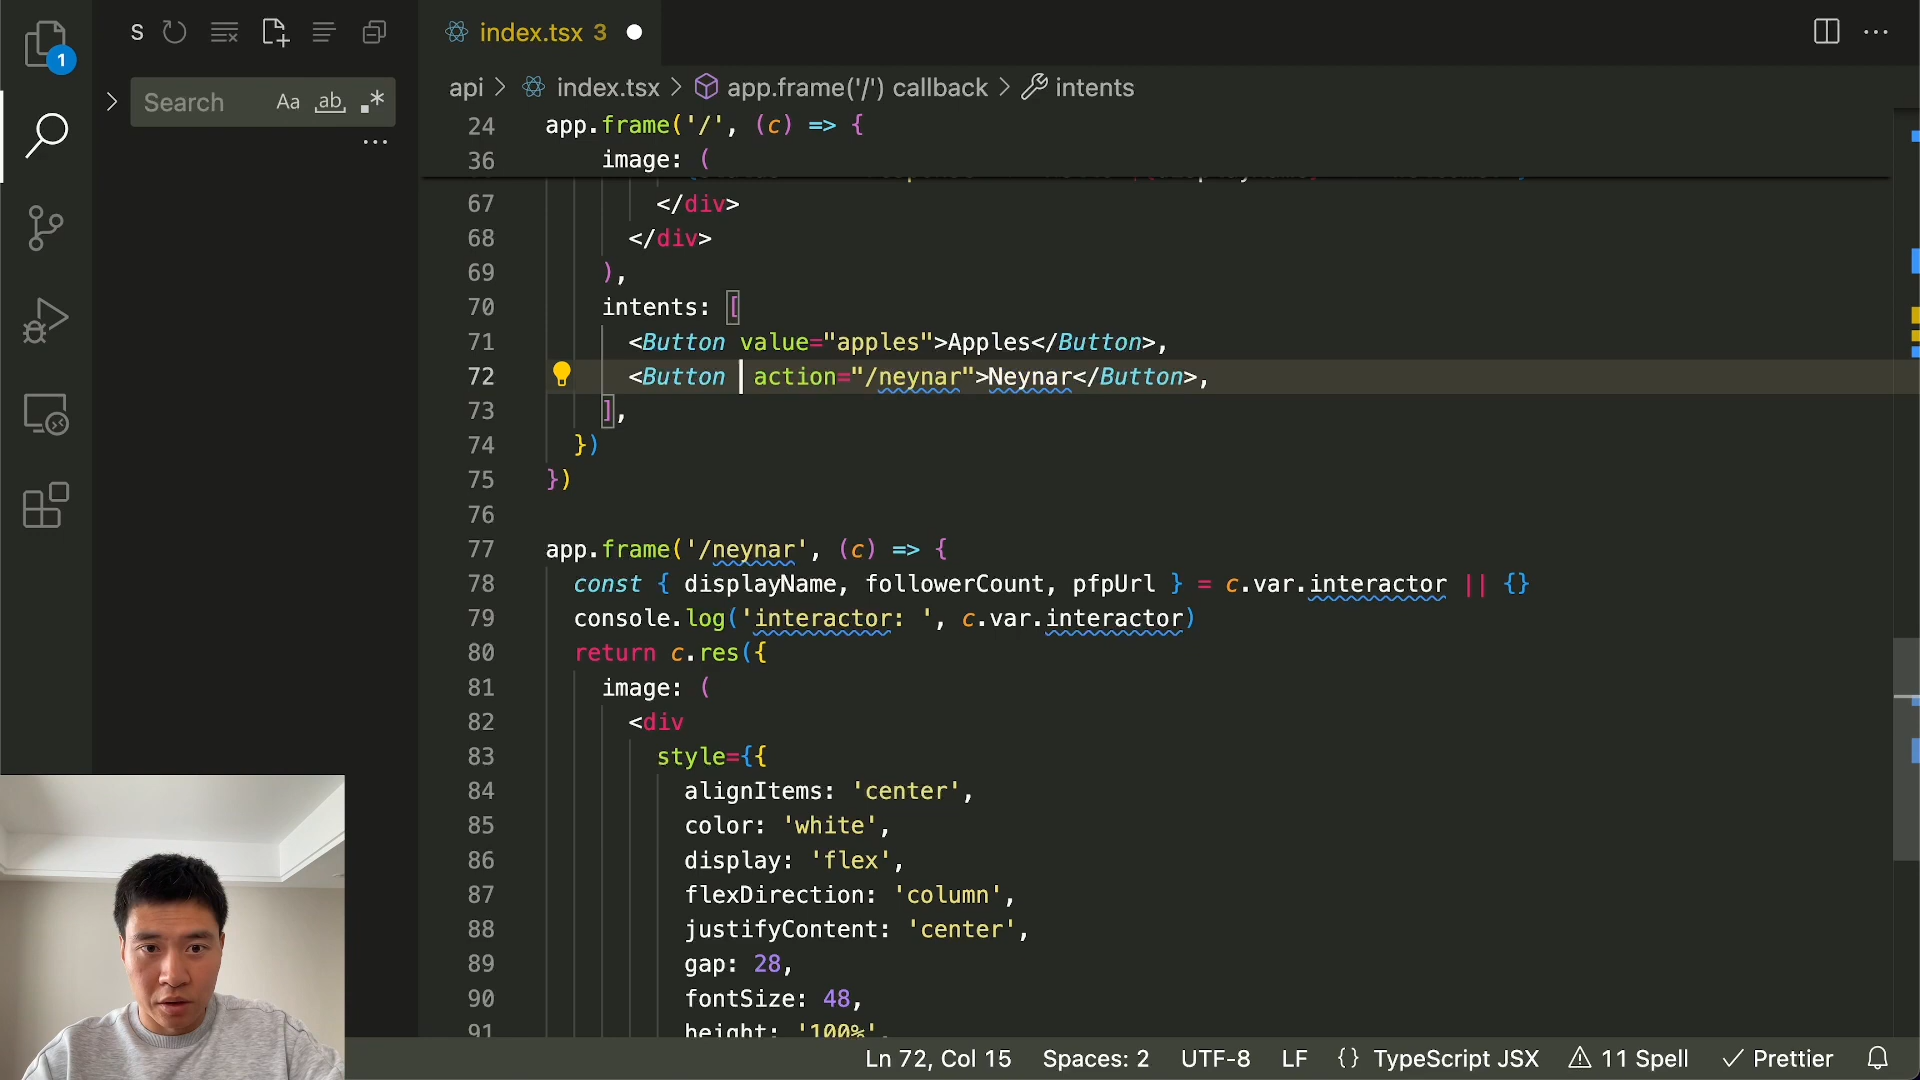 1
S
index.tsx 3
Search Aa ab .*
api > index.tsx > app.frame('/') callback > intents
24 app.frame('/', (c) => {
36 image: (
67 </div>
68 </div>
69 ),
70 intents: [
71 <Button value="apples">Apples</Button>,
72 <Button action="/neynar">Neynar</Button>,
73 ],
74 })
75 })
76
77 app.frame('/neynar', (c) => {
78 const { displayName, followerCount, pfpUrl } = c.var.interactor || {}
79 console.log('interactor: ', c.var.interactor)
80 return c.res({
81 image: (
82 <div
83 style={{
84 alignItems: 'center',
85 color: 'white',
86 display: 'flex',
87 flexDirection: 'column',
88 justifyContent: 'center',
89 gap: 28,
90 fontSize: 48,
91 height: '100%',
Ln 72, Col 15 Spaces: 2 UTF-8 LF {} TypeScript JSX 11 Spell Prettier